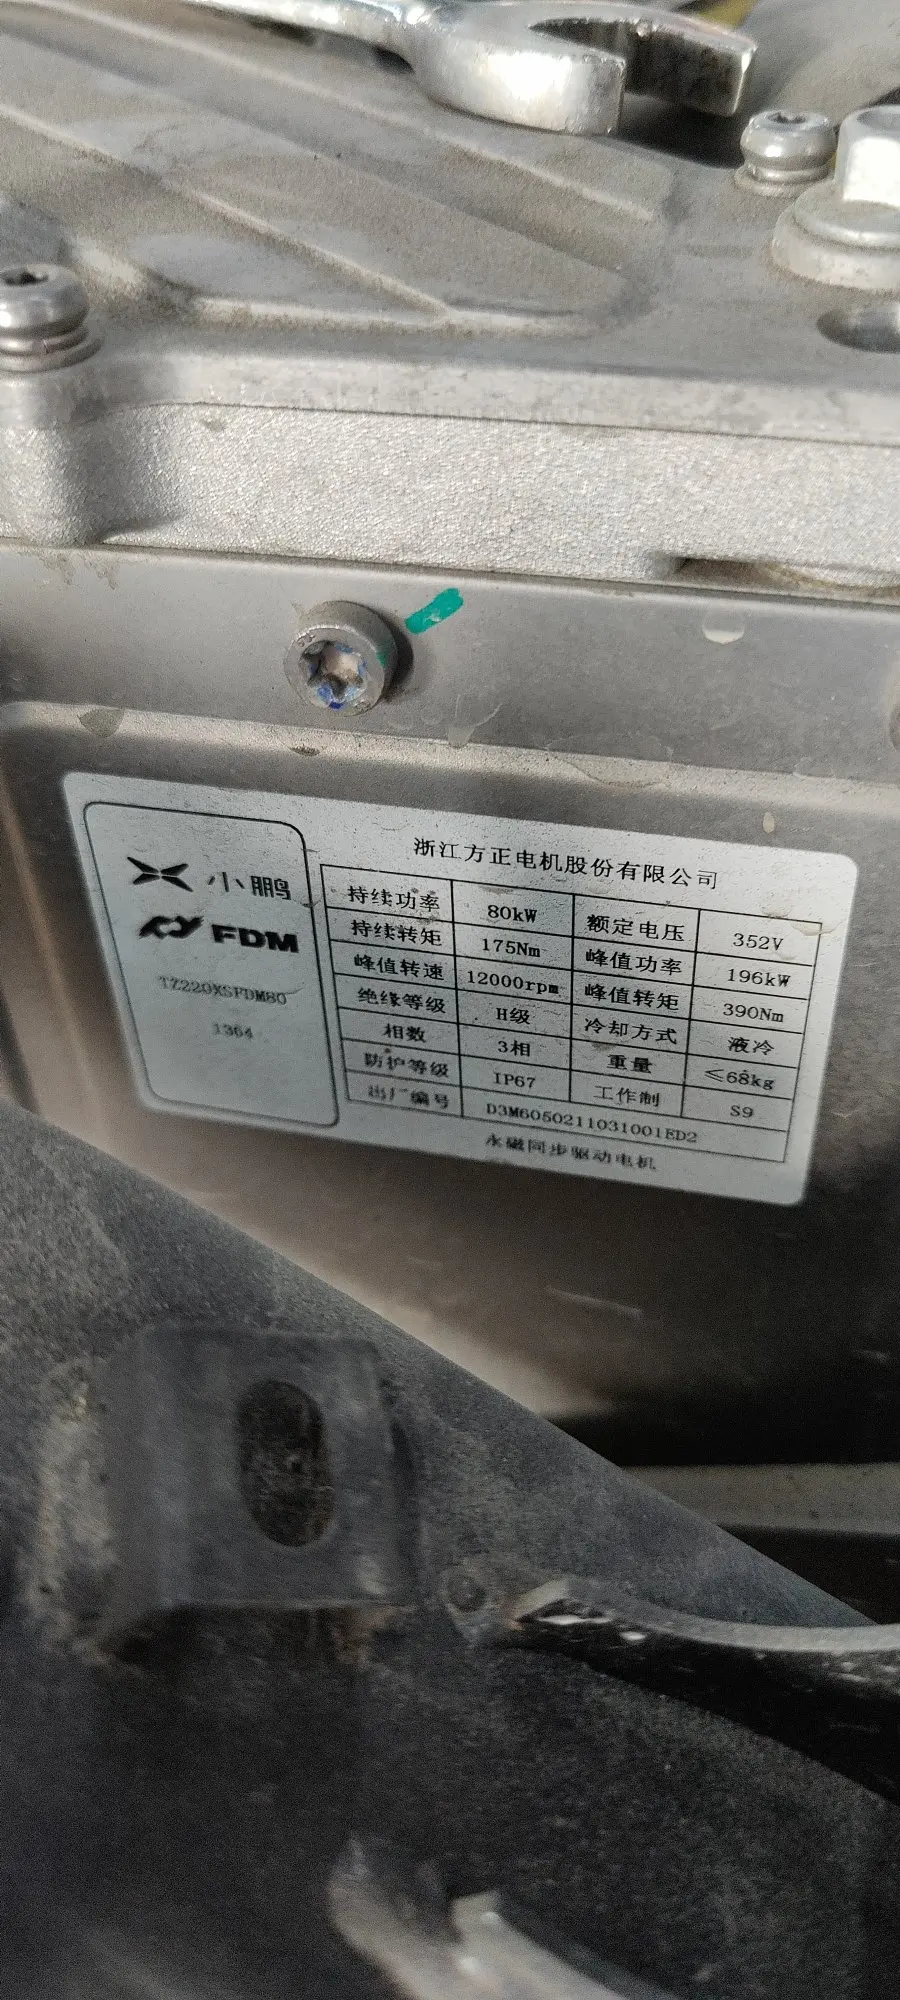 浙江方正电机股份有限公司
小鹏
FDM
TZ220XSFDM80
1364
持续功率 80kW 额定电压 352V
持续转矩 175Nm 峰值功率 196kW
峰值转速 12000rpm 峰值转矩 390Nm
绝缘等级 H级 冷却方式 液冷
相数 3相 重量 ≤68kg
防护等级 IP67 工作制 S9
出厂编号 D3M6050211031001ED2
永磁同步驱动电机